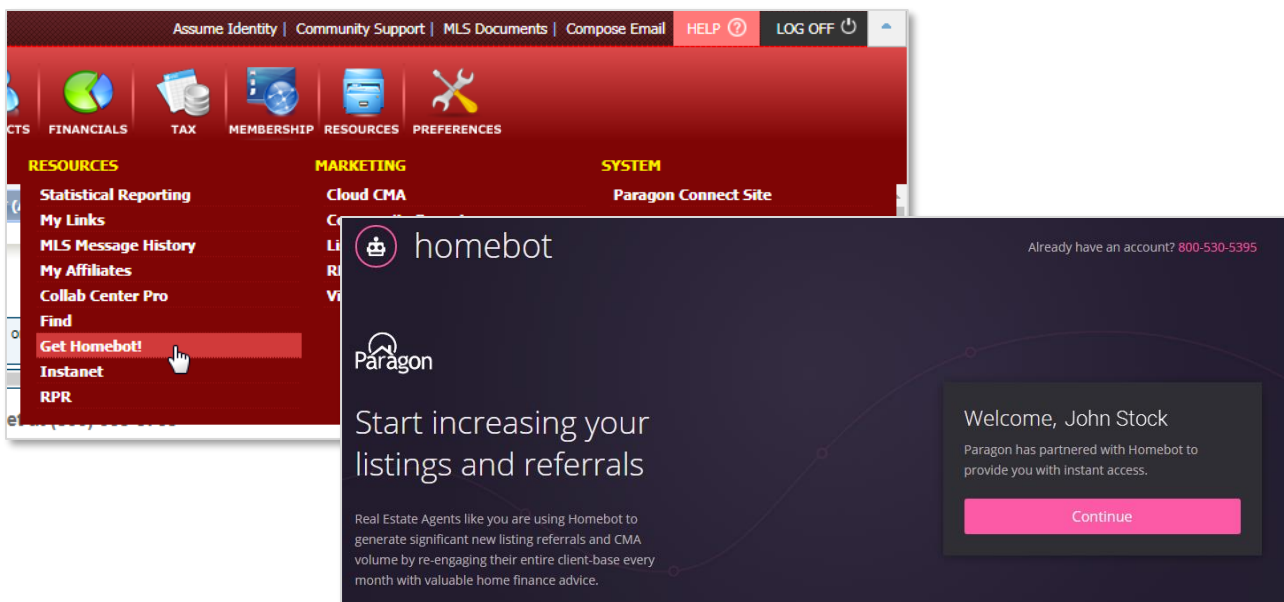 Assume Identity | Community Support | MLS Documents | Compose Email HELP ? LOG OFF
CTS FINANCIALS TAX MEMBERSHIP RESOURCES PREFERENCES
RESOURCES MARKETING SYSTEM
Statistical Reporting Cloud CMA Paragon Connect Site
My Links
MLS Message History
My Affiliates
Collab Center Pro
Find
Get Homebot!
Instanet
RPR
homebot
Already have an account? 800-530-5395
Paragon
Start increasing your
listings and referrals
Real Estate Agents like you are using Homebot to
generate significant new listing referrals and CMA
volume by re-engaging their entire client-base every
month with valuable home finance advice.
Welcome, John Stock
Paragon has partnered with Homebot to
provide you with instant access.
Continue